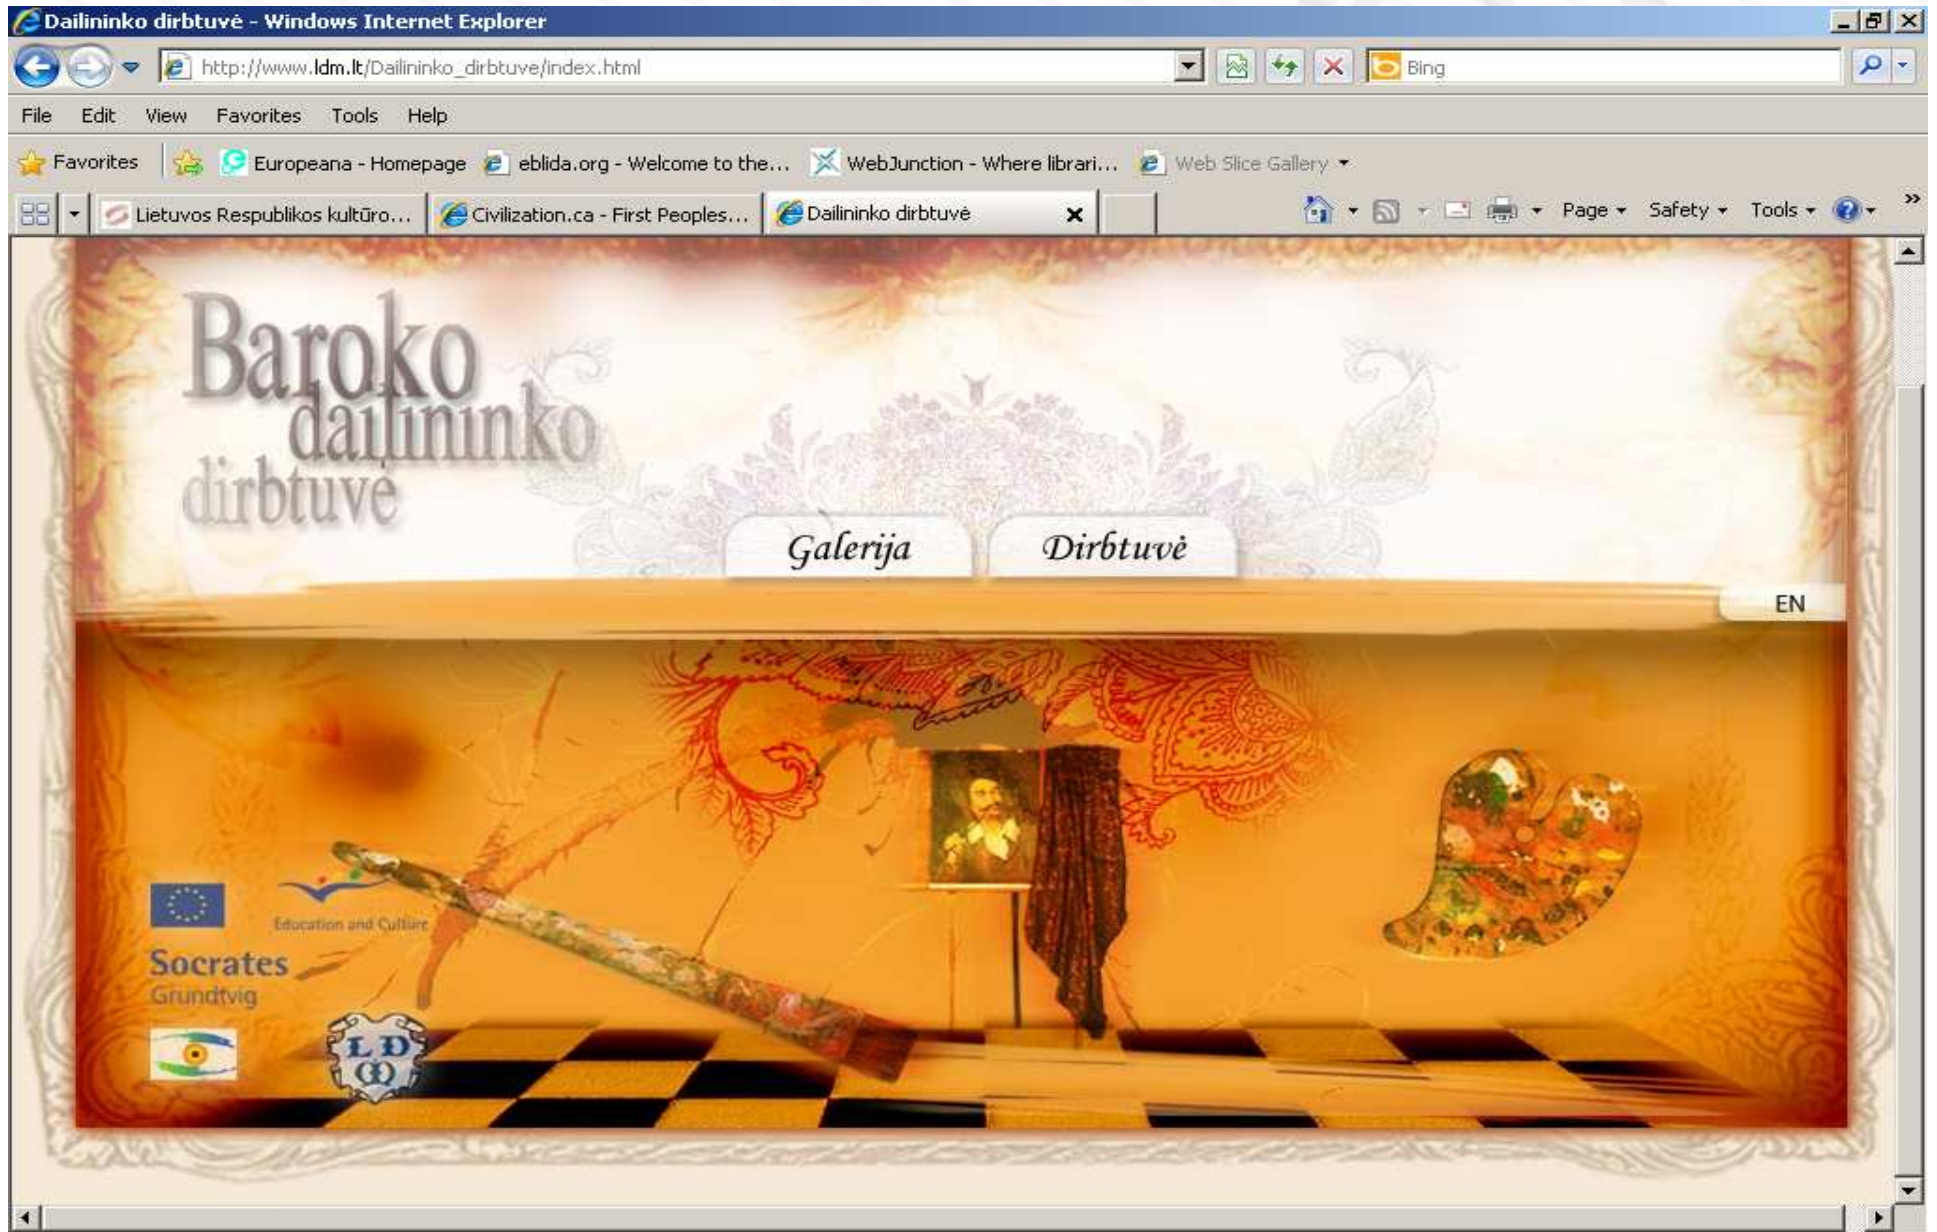 Dailininko dirbtuvė - Windows Internet Explorer
http://www.ldm.lt/Dailininko_dirbtuve/index.html
Bing
File Edit View Favorites Tools Help
Favorites Europeana - Homepage eblida.org - Welcome to the... WebJunction - Where librari... Web Slice Gallery
Lietuvos Respublikos kultūro... Civilization.ca - First Peoples... Dailininko dirbtuvė Page Safety Tools »
Baroko
dailininko
dirbtuvė
Galerija Dirbtuvė
EN
Education and Culture
Socrates
Grundtvig
L D
M